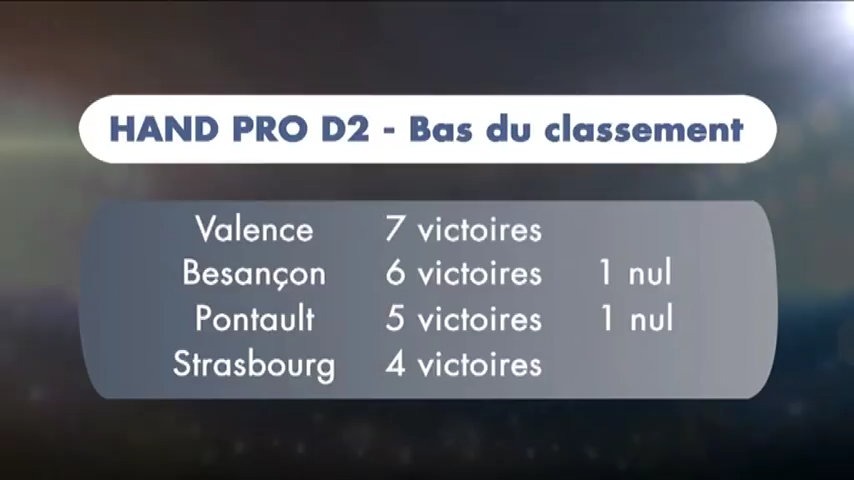 HAND PRO D2 - Bas du classement
Valence 7 victoires
Besançon 6 victoires 1 nul
Pontault 5 victoires 1 nul
Strasbourg 4 victoires